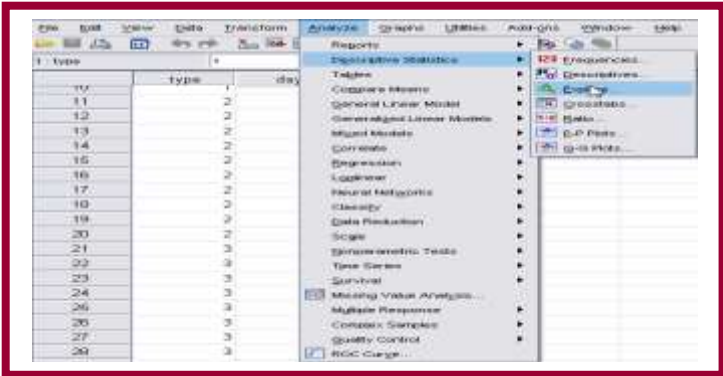 File Edit View Data Transform Analyze Graphs Utilities Add-ons Window Help
1 : type
type day
10 1
11 2
12 2
13 2
14 2
15 2
16 2
17 2
18 2
19 2
20 2
21 3
22 3
23 3
24 3
25 3
26 3
27 3
28 3
Reports
Descriptive Statistics
Tables
Compare Means
General Linear Model
Generalized Linear Models
Mixed Models
Correlate
Regression
Loglinear
Neural Networks
Classify
Data Reduction
Scale
Nonparametric Tests
Time Series
Survival
Missing Value Analysis...
Multiple Response
Complex Samples
Quality Control
ROC Curve...
123 Frequencies...
Descriptives...
Explore...
Crosstabs...
Ratio...
P-P Plots...
Q-Q Plots...